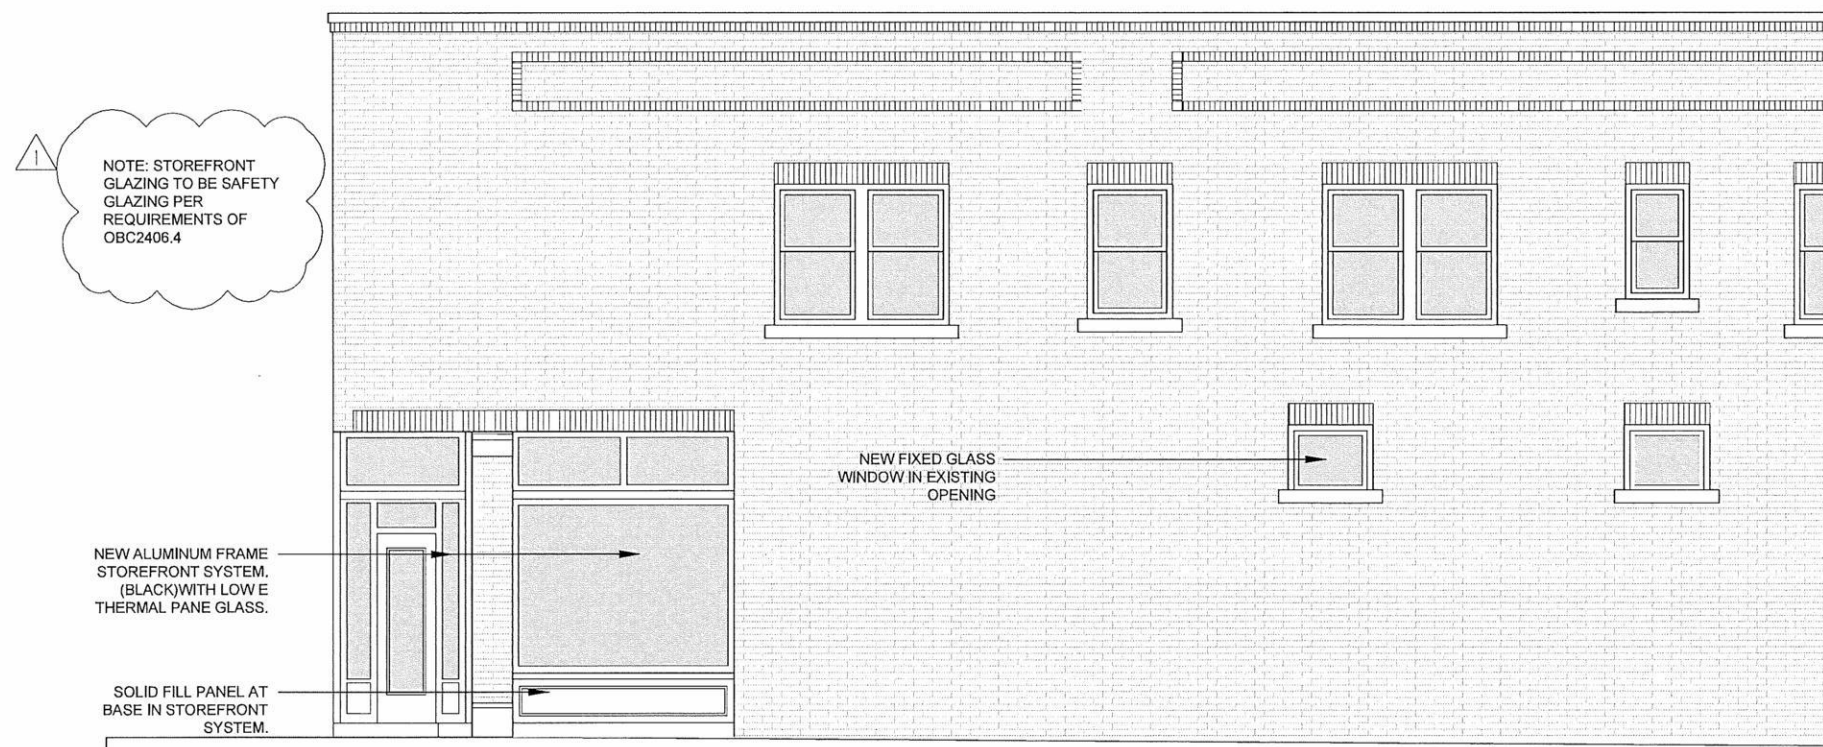 1
NOTE: STOREFRONT
GLAZING TO BE SAFETY
GLAZING PER
REQUIREMENTS OF
OBC2406.4
NEW FIXED GLASS
WINDOW IN EXISTING
OPENING
NEW ALUMINUM FRAME
STOREFRONT SYSTEM.
(BLACK)WITH LOW E
THERMAL PANE GLASS.
SOLID FILL PANEL AT
BASE IN STOREFRONT
SYSTEM.